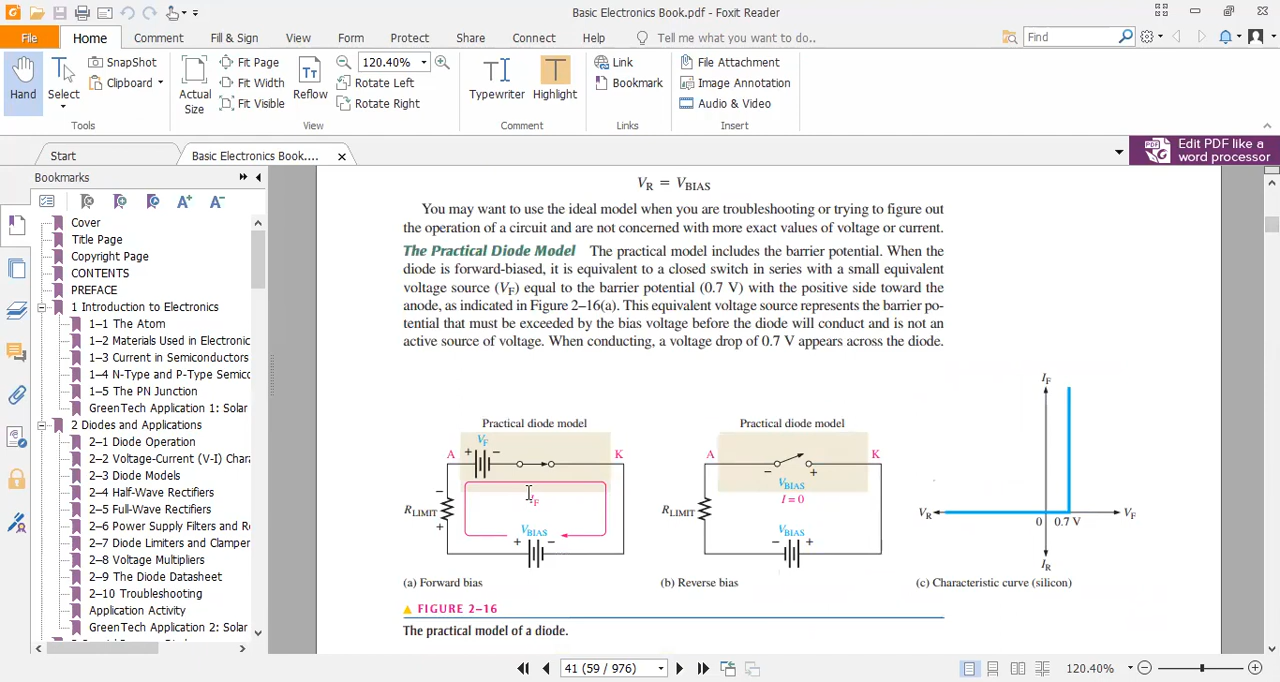 Basic Electronics Book.pdf - Foxit Reader
File Home Comment Fill & Sign View Form Protect Share Connect Help Tell me what you want to do.. Find
Hand
Select
SnapShot
Clipboard
Tools
Actual
Size
Fit Page
Fit Width
Fit Visible
Reflow
120.40%
Rotate Left
Rotate Right
View
Typewriter
Highlight
Comment
Link
Bookmark
Links
File Attachment
Image Annotation
Audio & Video
Insert
Start
Basic Electronics Book....
Edit PDF like a
word processor
Bookmarks
Cover
Title Page
Copyright Page
CONTENTS
PREFACE
1 Introduction to Electronics
1–1 The Atom
1–2 Materials Used in Electronic
1–3 Current in Semiconductors
1–4 N-Type and P-Type Semic
1–5 The PN Junction
GreenTech Application 1: Solar
2 Diodes and Applications
2–1 Diode Operation
2–2 Voltage-Current (V-I) Chara
2–3 Diode Models
2–4 Half-Wave Rectifiers
2–5 Full-Wave Rectifiers
2–6 Power Supply Filters and Re
2–7 Diode Limiters and Clamper
2–8 Voltage Multipliers
2–9 The Diode Datasheet
2–10 Troubleshooting
Application Activity
GreenTech Application 2: Solar
VR = VBIAS
You may want to use the ideal model when you are troubleshooting or trying to figure out
the operation of a circuit and are not concerned with more exact values of voltage or current.
The Practical Diode Model The practical model includes the barrier potential. When the
diode is forward-biased, it is equivalent to a closed switch in series with a small equivalent
voltage source (VF) equal to the barrier potential (0.7 V) with the positive side toward the
anode, as indicated in Figure 2–16(a). This equivalent voltage source represents the barrier po-
tential that must be exceeded by the bias voltage before the diode will conduct and is not an
active source of voltage. When conducting, a voltage drop of 0.7 V appears across the diode.
Practical diode model
VF
+ −
A K
−
RLIMIT
+
IF
VBIAS
+ −
(a) Forward bias
Practical diode model
A K
− +
VBIAS
I = 0
RLIMIT
VBIAS
− +
(b) Reverse bias
IF
VR 0 0.7 V VF
IR
(c) Characteristic curve (silicon)
FIGURE 2–16
The practical model of a diode.
41 (59 / 976)
120.40%